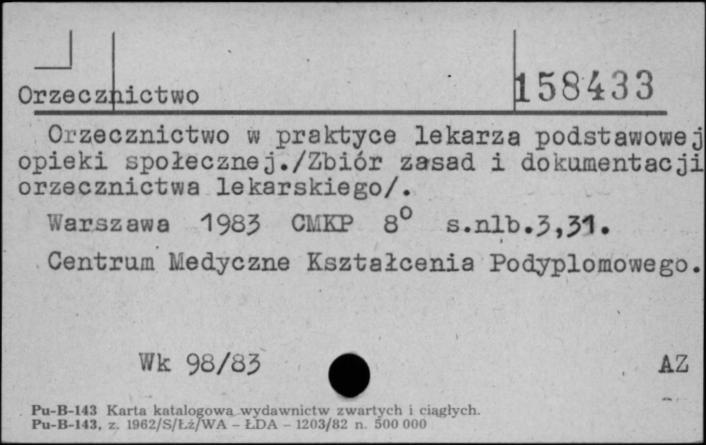 158433
Orzecznictwo
Orzecznictwo w praktyce lekarza podstawowej
opieki społecznej./Zbiór zasad i dokumentacji
orzecznictwa lekarskiego/.
Warszawa 1983 CMKP 8° s.nlb.3,31.
Centrum Medyczne Kształcenia Podyplomowego.
Wk 98/83 AZ
Pu-B-143 Karta katalogowa wydawnictw zwartych i ciągłych.
Pu-B-143, z. 1962/S/Łż/WA - ŁDA - 1203/82 n. 500 000